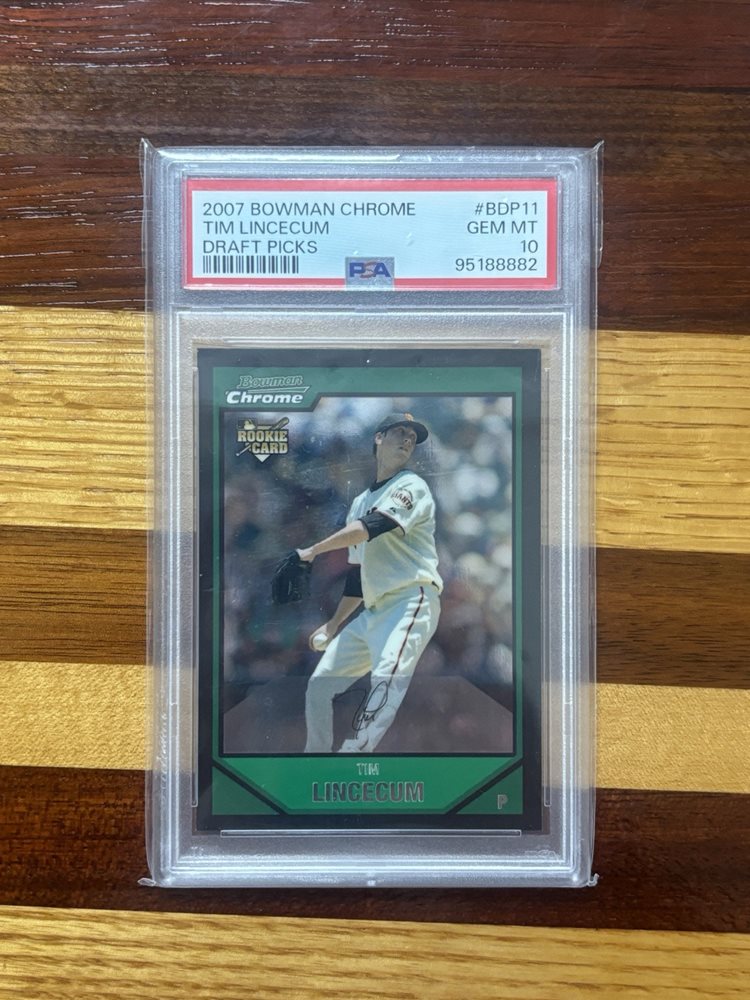 2007 BOWMAN CHROME #BDP11
TIM LINCECUM GEM MT
DRAFT PICKS 10
PSA 95188882
Bowman
Chrome
ROOKIE
CARD
GIANTS
TIM
LINCECUM
P